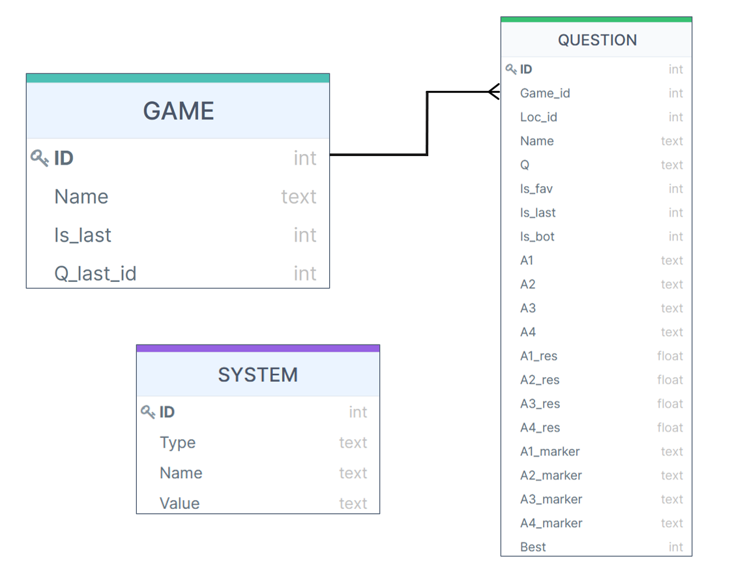 GAME
ID int
Name text
Is_last int
Q_last_id int
SYSTEM
ID int
Type text
Name text
Value text
QUESTION
ID int
Game_id int
Loc_id int
Name text
Q text
Is_fav int
Is_last int
Is_bot int
A1 text
A2 text
A3 text
A4 text
A1_res float
A2_res float
A3_res float
A4_res float
A1_marker text
A2_marker text
A3_marker text
A4_marker text
Best int